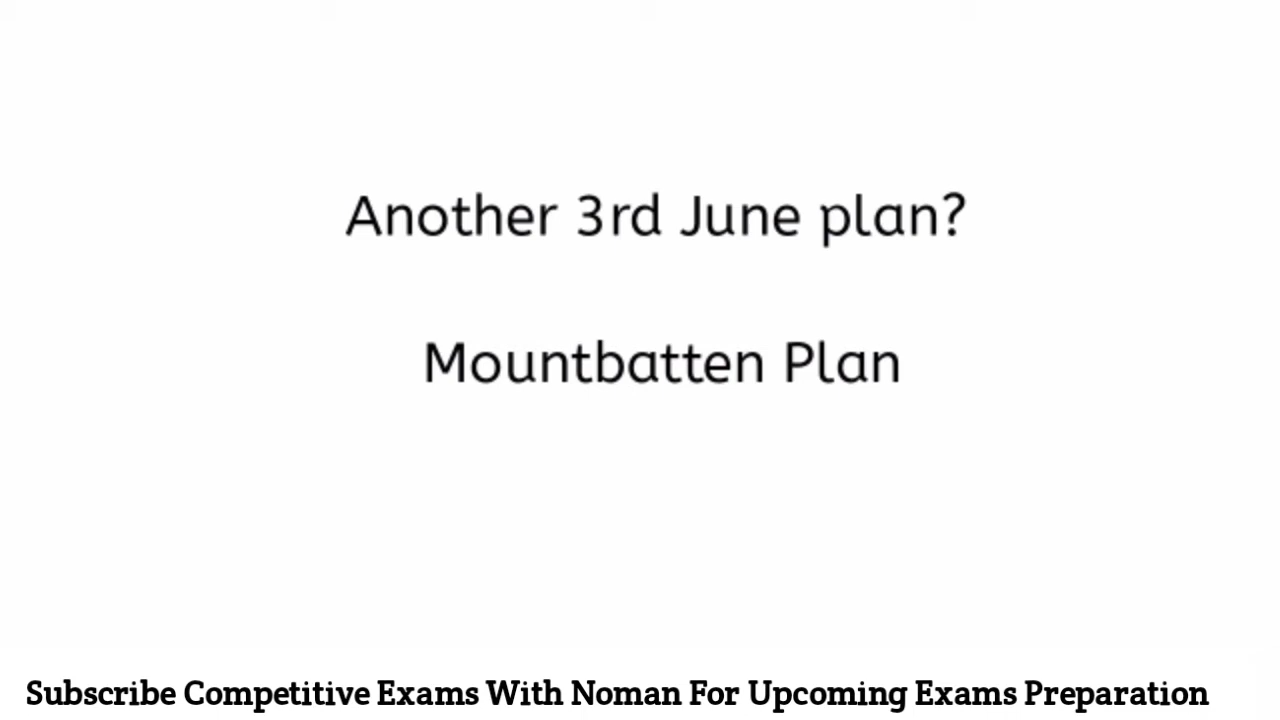 Another 3rd June plan?
Mountbatten Plan
Subscribe Competitive Exams With Noman For Upcoming Exams Preparation